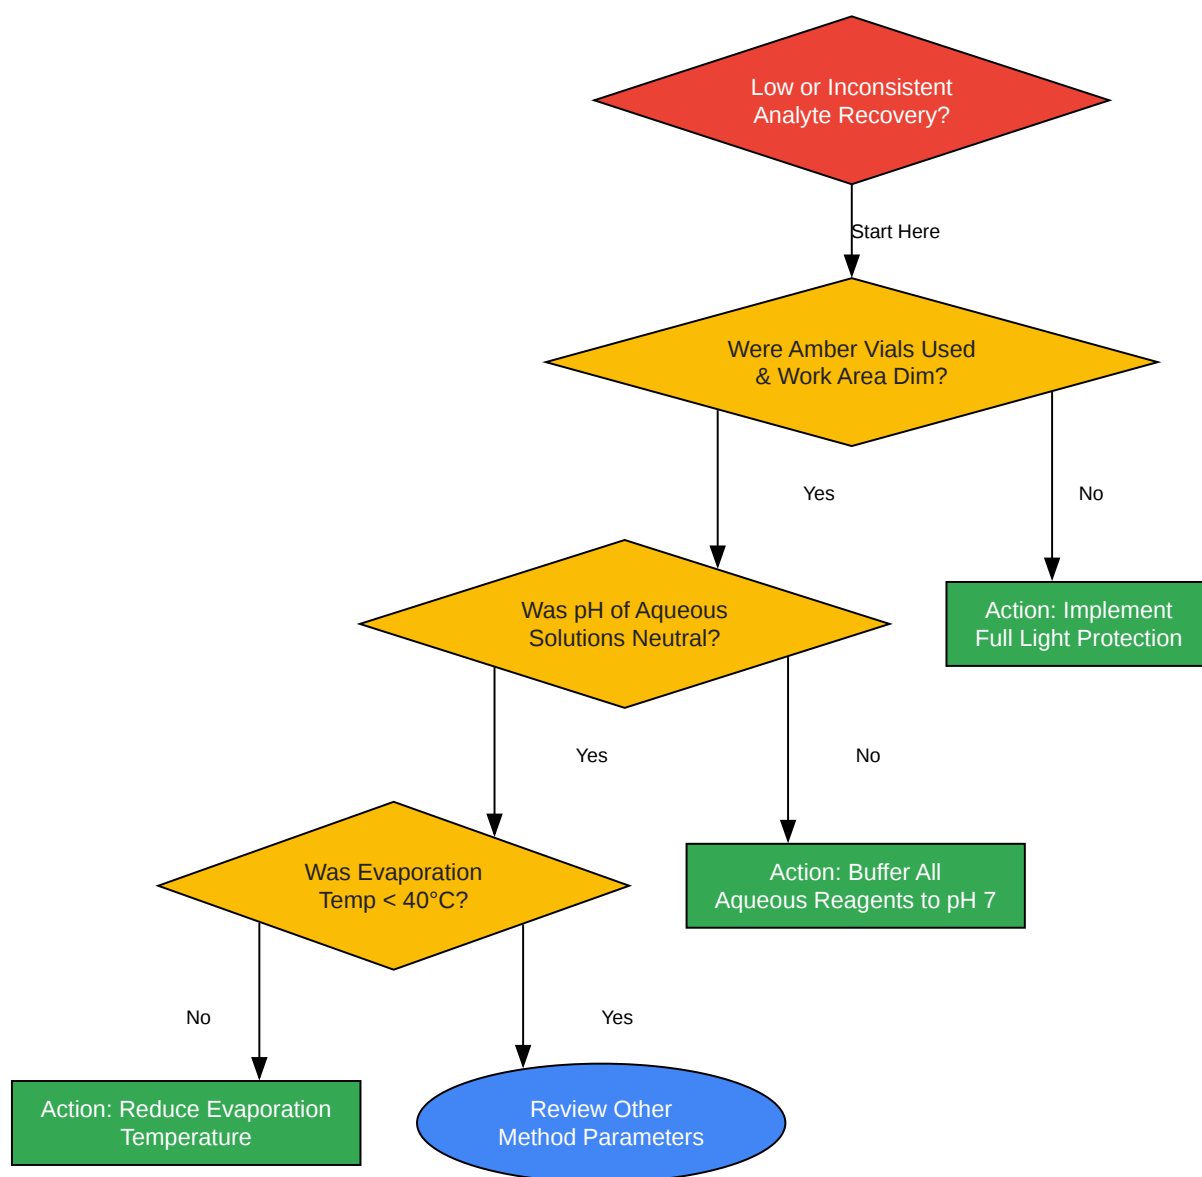 Low or Inconsistent
Analyte Recovery?
Start Here
Were Amber Vials Used
& Work Area Dim?
Yes
No
Was pH of Aqueous
Solutions Neutral?
Action: Implement
Full Light Protection
Yes
No
Was Evaporation
Temp < 40°C?
Action: Buffer All
Aqueous Reagents to pH 7
No
Yes
Action: Reduce Evaporation
Temperature
Review Other
Method Parameters